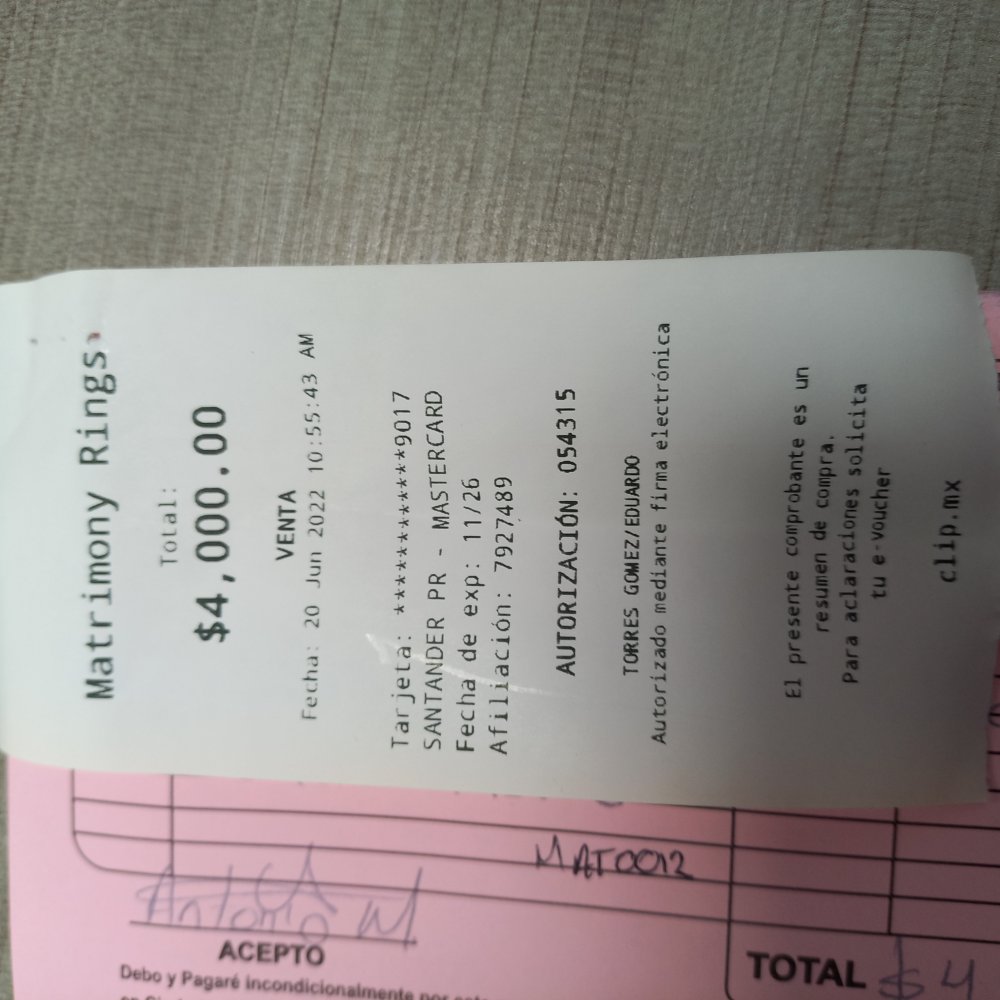 Matrimony Rings
Total:
$4,000.00
VENTA
Fecha: 20 Jun 2022 10:55:43 AM
Tarjeta: ************9017
SANTANDER PR - MASTERCARD
Fecha de exp: 11/26
Afiliación: 7927489
AUTORIZACIÓN: 054315
TORRES GOMEZ/EDUARDO
Autorizado mediante firma electrónica
El presente comprobante es un
resumen de compra.
Para aclaraciones solicita
tu e-voucher
clip.mx
MAT0012
Antonio M
ACEPTO
Debo y Pagaré incondicionalmente por
TOTAL $ 4